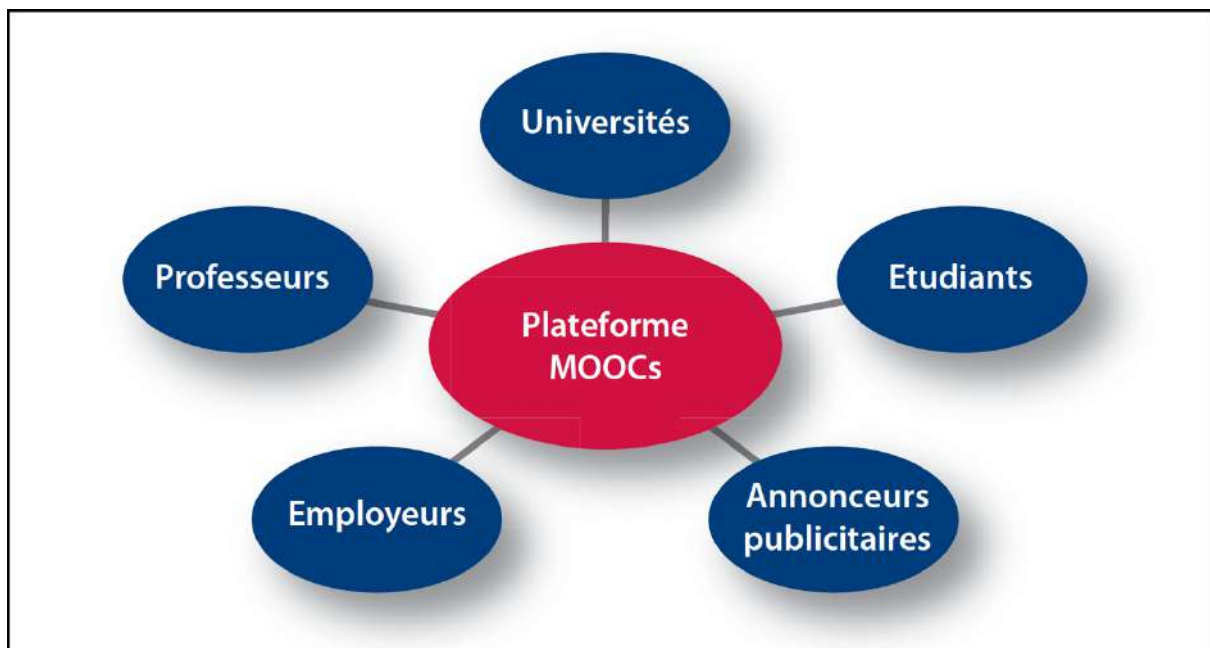 Universités
Professeurs
Etudiants
Plateforme
MOOCs
Employeurs
Annonceurs
publicitaires